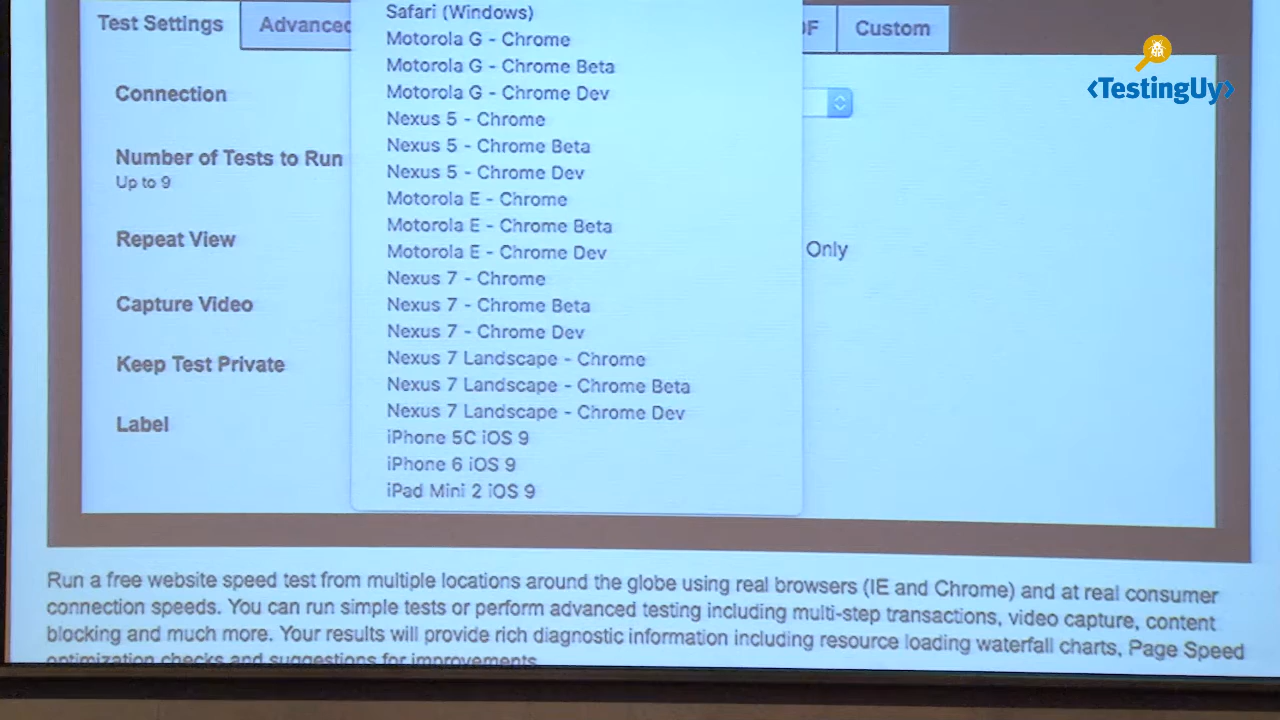 Test Settings
Advanced
Custom
<TestingUy>
Safari (Windows)
Motorola G - Chrome
Motorola G - Chrome Beta
Motorola G - Chrome Dev
Nexus 5 - Chrome
Nexus 5 - Chrome Beta
Nexus 5 - Chrome Dev
Motorola E - Chrome
Motorola E - Chrome Beta
Motorola E - Chrome Dev
Nexus 7 - Chrome
Nexus 7 - Chrome Beta
Nexus 7 - Chrome Dev
Nexus 7 Landscape - Chrome
Nexus 7 Landscape - Chrome Beta
Nexus 7 Landscape - Chrome Dev
iPhone 5C iOS 9
iPhone 6 iOS 9
iPad Mini 2 iOS 9
Connection
Number of Tests to Run
Up to 9
Repeat View
Only
Capture Video
Keep Test Private
Label
Run a free website speed test from multiple locations around the globe using real browsers (IE and Chrome) and at real consumer
connection speeds. You can run simple tests or perform advanced testing including multi-step transactions, video capture, content
blocking and much more. Your results will provide rich diagnostic information including resource loading waterfall charts, Page Speed
optimization checks and suggestions for improvements